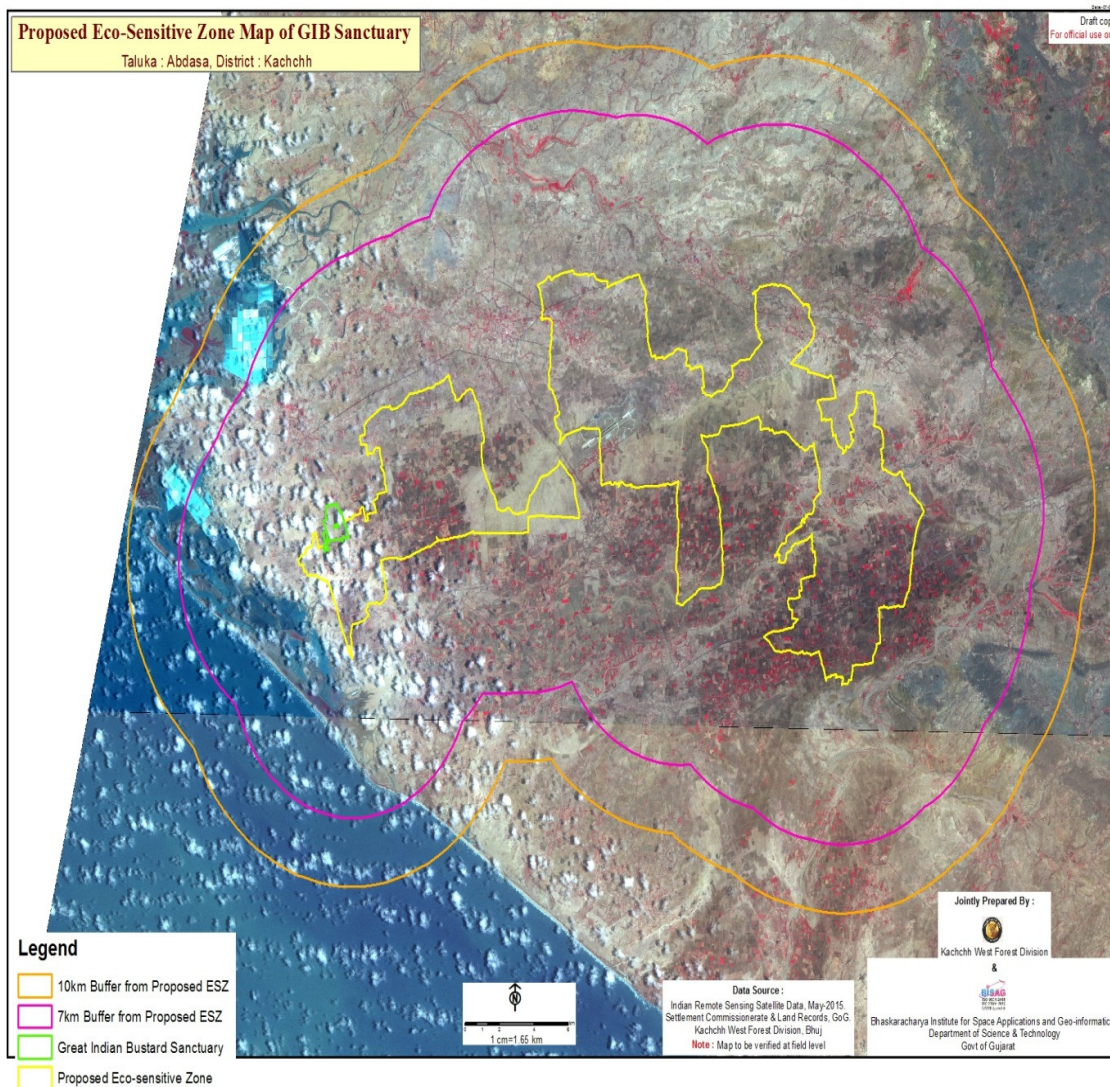 Proposed Eco-Sensitive Zone Map of GIB Sanctuary
Taluka : Abdasa, District : Kachchh
Draft cop
For official use o
Legend
10km Buffer from Proposed ESZ
7km Buffer from Proposed ESZ
Great Indian Bustard Sanctuary
Proposed Eco-sensitive Zone
1 cm=1.65 km
Data Source :
Indian Remote Sensing Satellite Data, May-2015.
Settlement Commissionerate & Land Records, GoG.
Kachchh West Forest Division, Bhuj
Note : Map to be verified at field level
Jointly Prepared By :
Kachchh West Forest Division
&
BISAG
Bhaskaracharya Institute for Space Applications and Geo-informatic
Department of Science & Technology
Govt of Gujarat